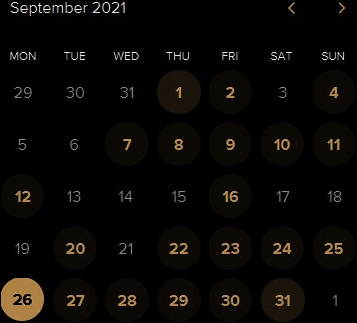 September 2021
MON TUE WED THU FRI SAT SUN
29 30 31 1 2 3 4
5 6 7 8 9 10 11
12 13 14 15 16 17 18
19 20 21 22 23 24 25
26 27 28 29 30 31 1